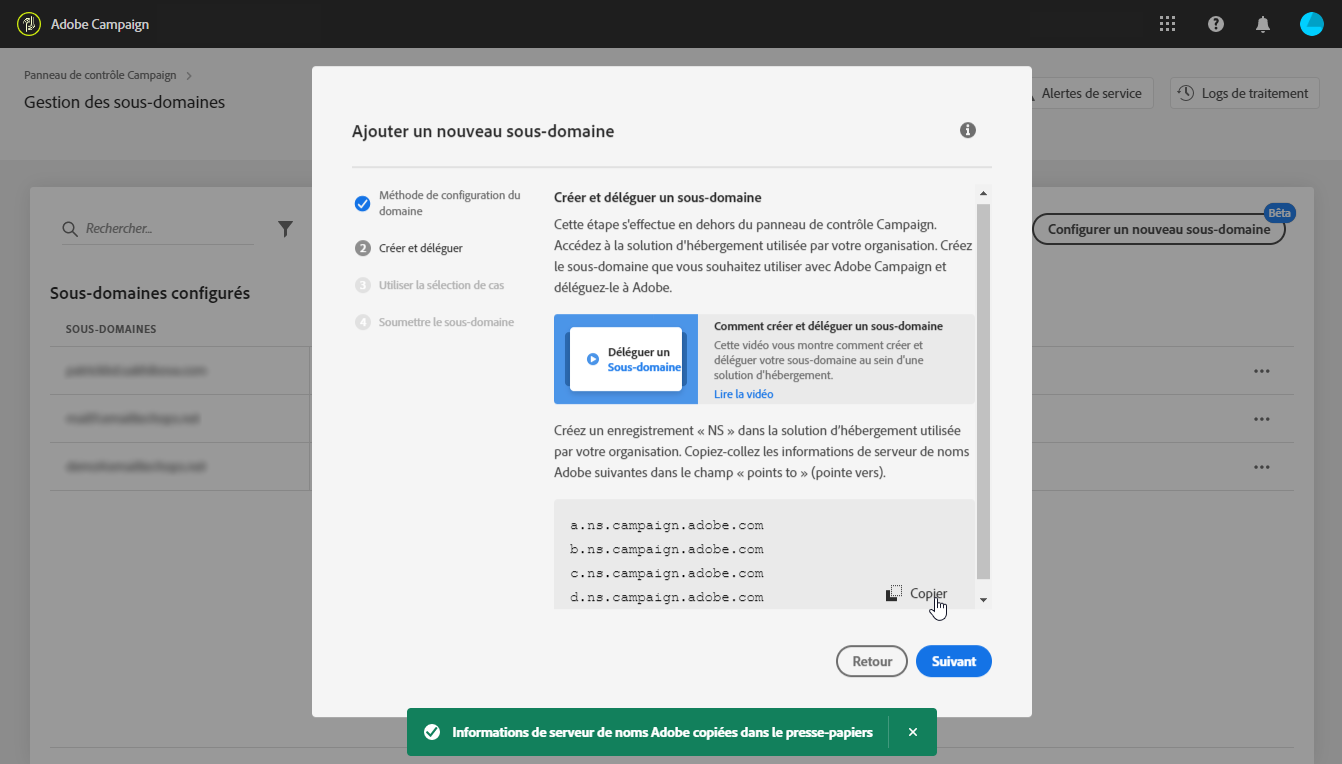 Adobe Campaign
Panneau de contrôle Campaign
Gestion des sous-domaines
Alertes de service
Logs de traitement
Rechercher...
Bêta
Configurer un nouveau sous-domaine
Sous-domaines configurés
SOUS-DOMAINES
Ajouter un nouveau sous-domaine
Méthode de configuration du
domaine
2 Créer et déléguer
3 Utiliser la sélection de cas
4 Soumettre le sous-domaine
Créer et déléguer un sous-domaine
Cette étape s'effectue en dehors du panneau de contrôle Campaign.
Accédez à la solution d'hébergement utilisée par votre organisation. Créez
le sous-domaine que vous souhaitez utiliser avec Adobe Campaign et
déléguez-le à Adobe.
Déléguer un
Sous-domaine
Comment créer et déléguer un sous-domaine
Cette vidéo vous montre comment créer et
déléguer votre sous-domaine au sein d'une
solution d'hébergement.
Lire la vidéo
Créez un enregistrement « NS » dans la solution d'hébergement utilisée
par votre organisation. Copiez-collez les informations de serveur de noms
Adobe suivantes dans le champ « points to » (pointe vers).
a.ns.campaign.adobe.com
b.ns.campaign.adobe.com
c.ns.campaign.adobe.com
d.ns.campaign.adobe.com
Copier
Retour
Suivant
Informations de serveur de noms Adobe copiées dans le presse-papiers